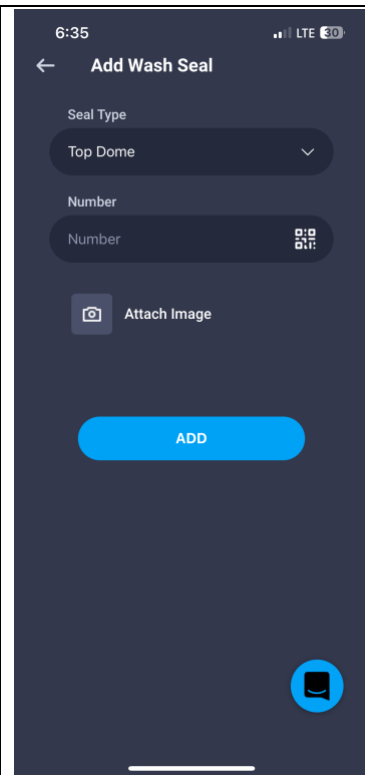 6:35
LTE 30
Add Wash Seal
Seal Type
Top Dome
Number
Number
Attach Image
ADD